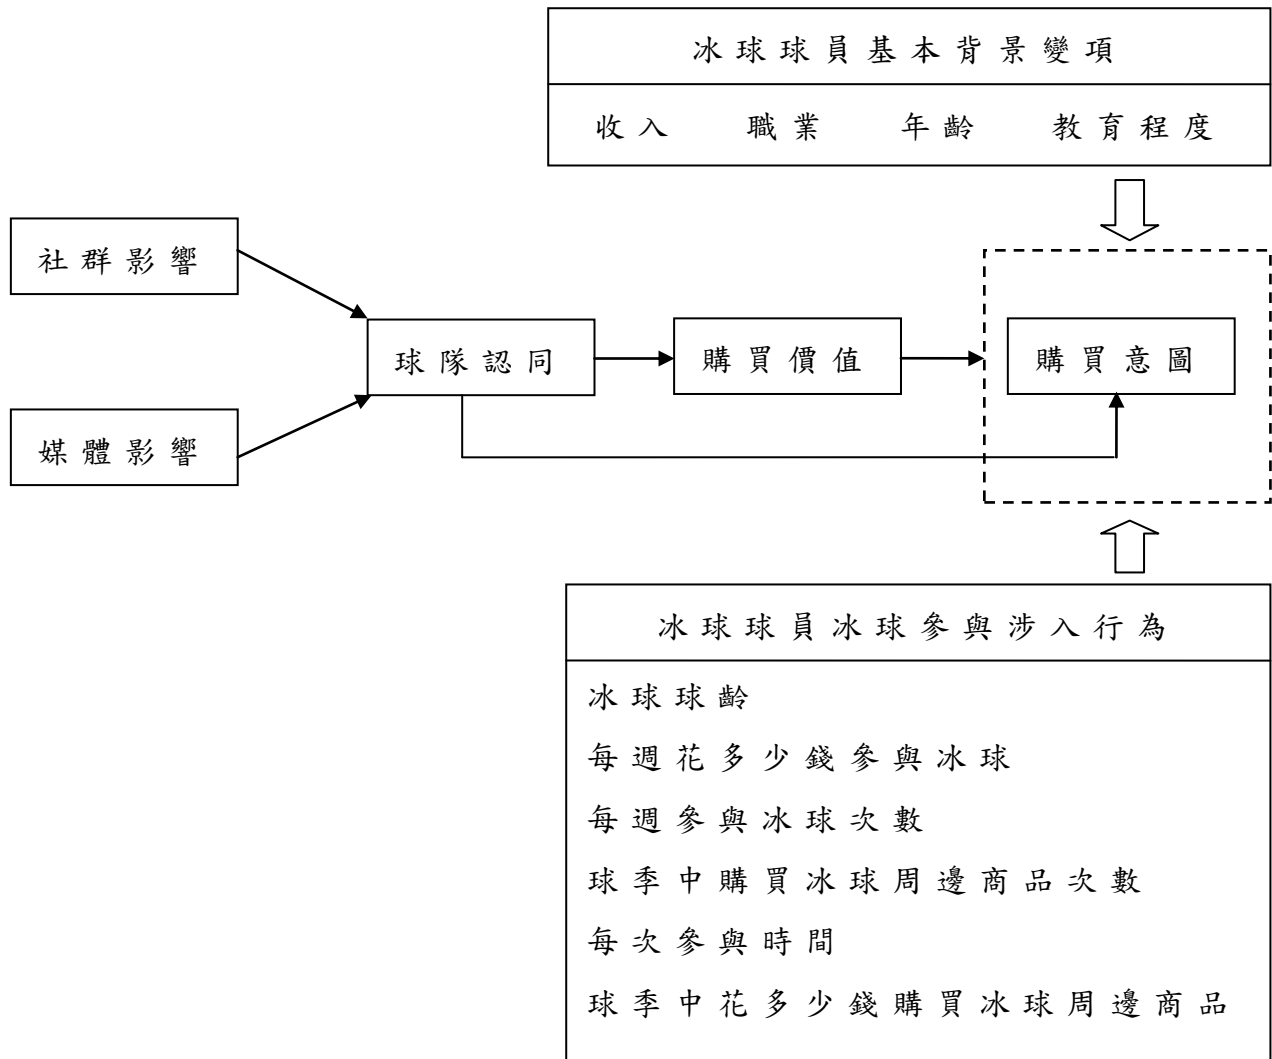 冰球球員基本背景變項
收入 職業 年齡 教育程度
社群影響
球隊認同 購買價值 購買意圖
媒體影響
冰球球員冰球參與涉入行為
冰球球齡
每週花多少錢參與冰球
每週參與冰球次數
球季中購買冰球周邊商品次數
每次參與時間
球季中花多少錢購買冰球周邊商品